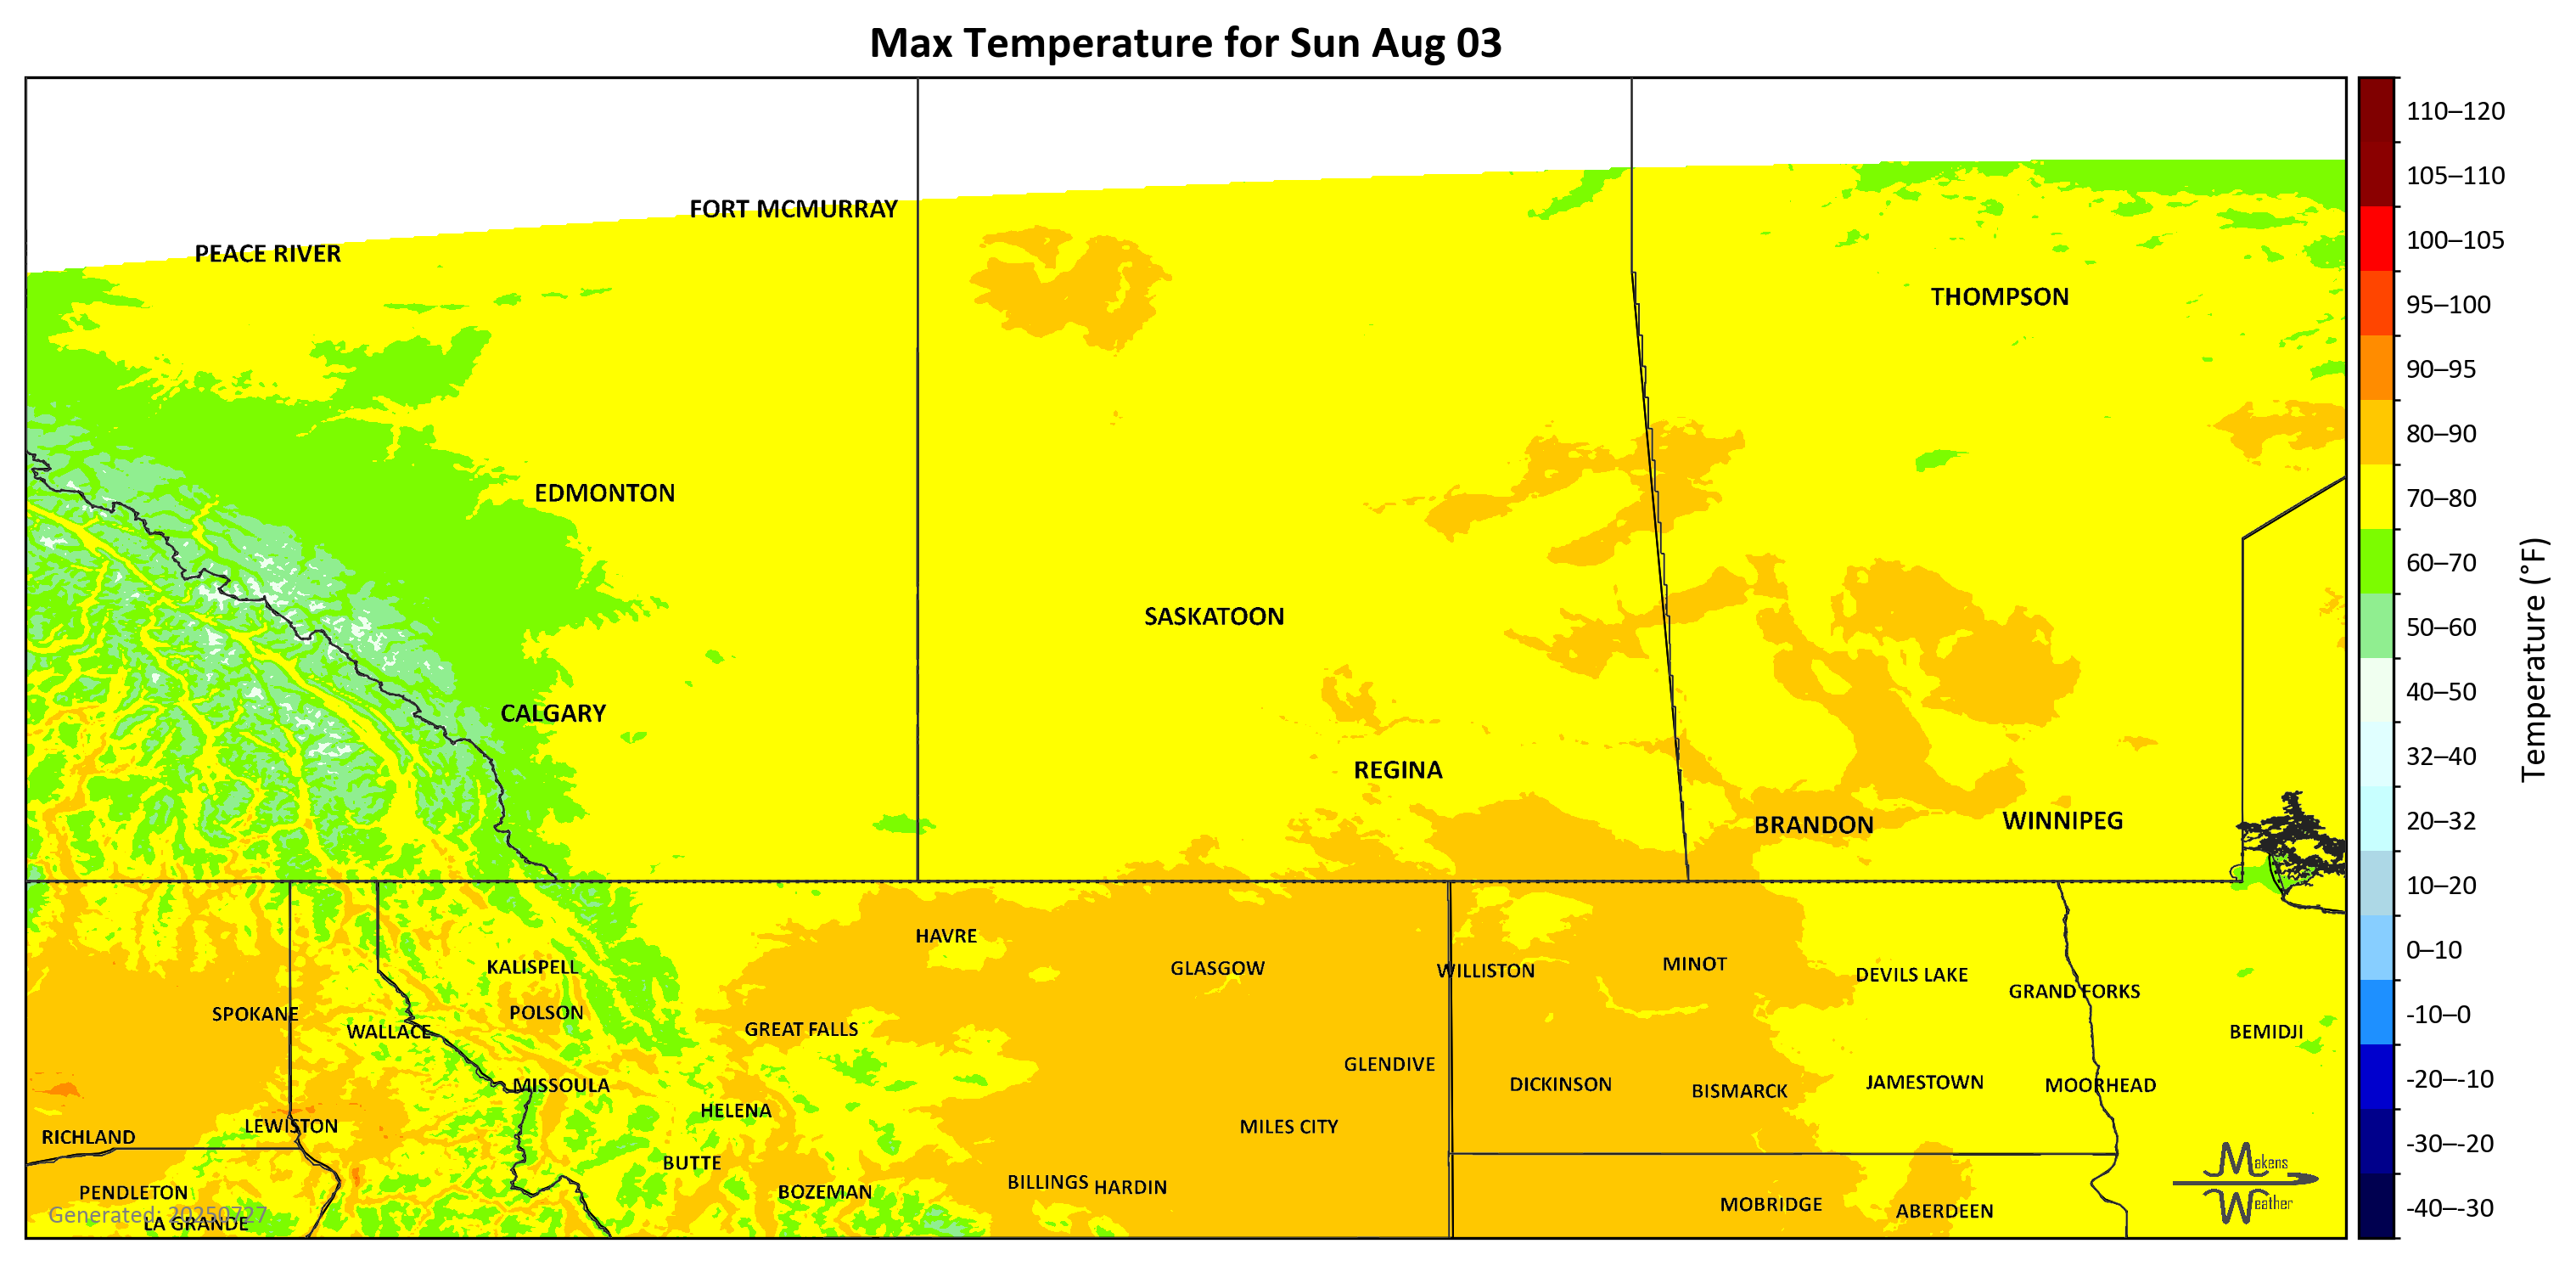 Max Temperature for Sun Aug 03
FORT MCMURRAY
PEACE RIVER
THOMPSON
EDMONTON
SASKATOON
CALGARY
REGINA
BRANDON
WINNIPEG
HAVRE
KALISPELL
GLASGOW
WILLISTON
MINOT
DEVILS LAKE
GRAND FORKS
SPOKANE
POLSON
WALLACE
GREAT FALLS
BEMIDJI
GLENDIVE
MISSOULA
DICKINSON
BISMARCK
JAMESTOWN
MOORHEAD
HELENA
LEWISTON
MILES CITY
RICHLAND
BUTTE
BILLINGS
HARDIN
PENDLETON
BOZEMAN
MOBRIDGE
ABERDEEN
Generated: 20250727
LA GRANDE
Makens
Weather
110–120
105–110
100–105
95–100
90–95
80–90
70–80
60–70
50–60
40–50
32–40
20–32
10–20
0–10
-10–0
-20–-10
-30–-20
-40–-30
Temperature (°F)